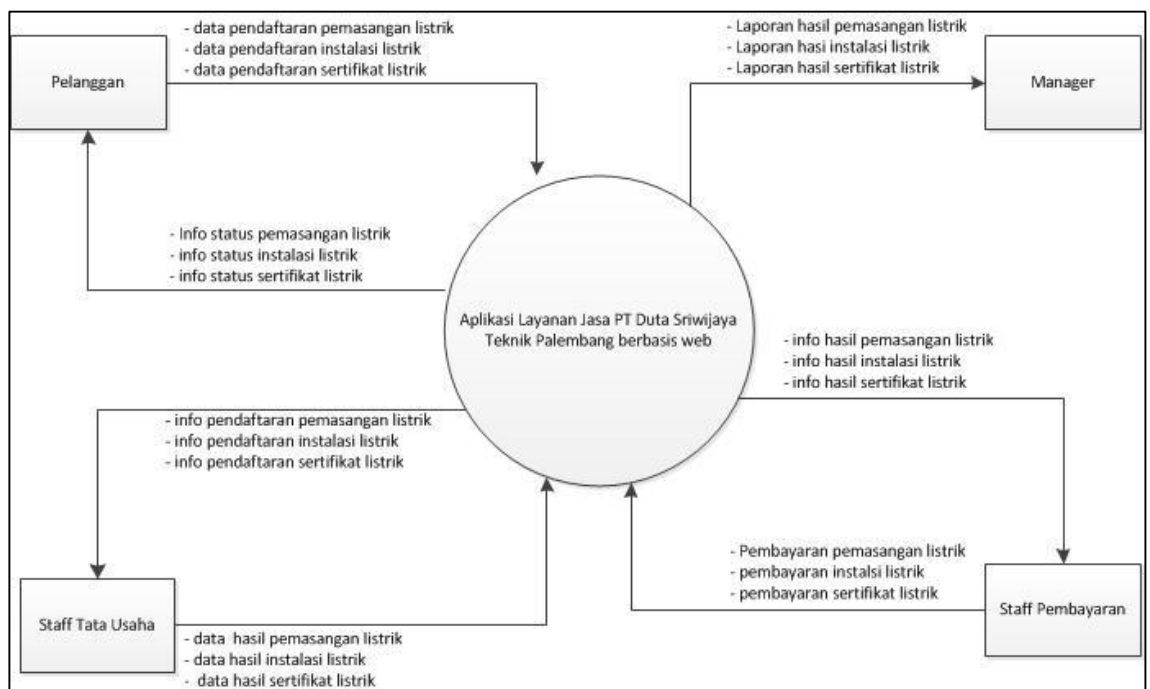 - data pendaftaran pemasangan listrik
- data pendaftaran instalasi listrik
- data pendaftaran sertifikat listrik
Pelanggan
- Laporan hasil pemasangan listrik
- Laporan hasi instalasi listrik
- Laporan hasil sertifikat listrik
Manager
- Info status pemasangan listrik
- info status instalasi listrik
- info status sertifikat listrik
Aplikasi Layanan Jasa PT Duta Sriwijaya
Teknik Palembang berbasis web
- info hasil pemasangan listrik
- info hasil instalasi listrik
- info hasil sertifikat listrik
- info pendaftaran pemasangan listrik
- info pendaftaran instalasi listrik
- info pendaftaran sertifikat listrik
- Pembayaran pemasangan listrik
- pembayaran instalsi listrik
- pembayaran sertifikat listrik
Staff Tata Usaha
Staff Pembayaran
- data hasil pemasangan listrik
- data hasil instalasi listrik
- data hasil sertifikat listrik